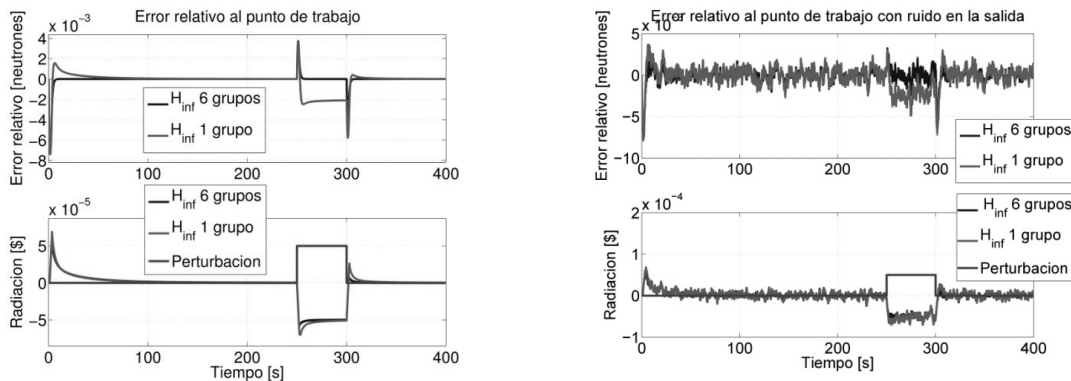 Error relativo al punto de trabajo
x 10⁻³
Error relativo [neutrones]
4
2
0
-2
-4
-6
-8
H_inf 6 grupos
H_inf 1 grupo
0
100
200
300
400
x 10⁻⁵
Radiacion [$]
5
0
-5
H_inf 6 grupos
H_inf 1 grupo
Perturbacion
0
100
200
300
400
Tiempo [s]
Error relativo al punto de trabajo con ruido en la salida
x 10
Error relativo [neutrones]
5
0
-5
-10
H_inf 6 grupos
H_inf 1 grupo
0
100
200
300
400
x 10⁻⁴
Radiacion [$]
2
1
0
-1
H_inf 6 grupos
H_inf 1 grupo
Perturbacion
0
100
200
300
400
Tiempo [s]